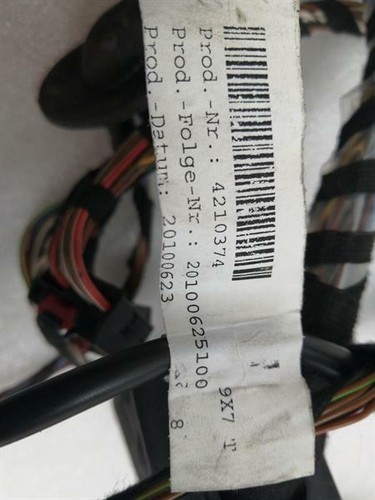 prod.-Nr.: 4210374
prod.-Folge-Nr.: 20100625100
prod.-Datum: 20100623
9X7 T
8